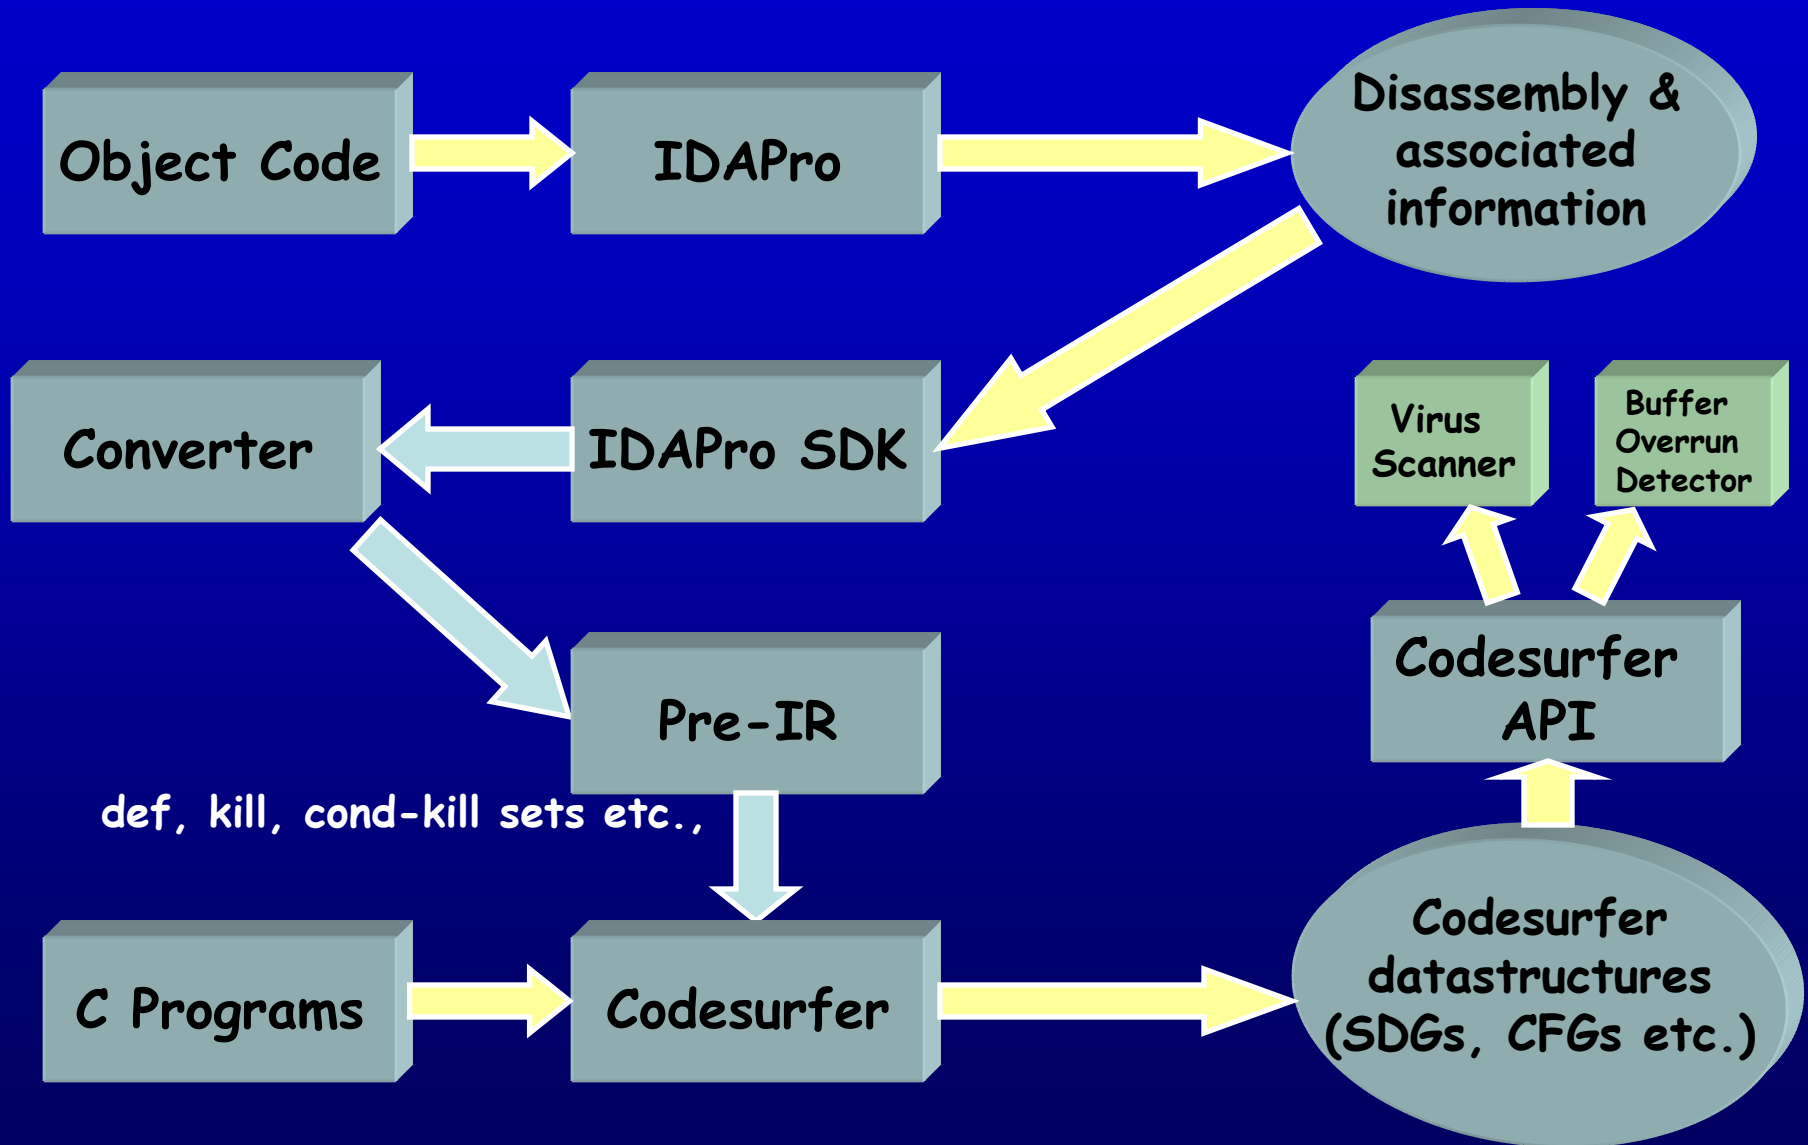 Object Code
IDAPro
Disassembly &
associated
information
Converter
IDAPro SDK
Virus
Scanner
Buffer
Overrun
Detector
Pre-IR
Codesurfer
API
def, kill, cond-kill sets etc.,
C Programs
Codesurfer
Codesurfer
datastructures
(SDGs, CFGs etc.)